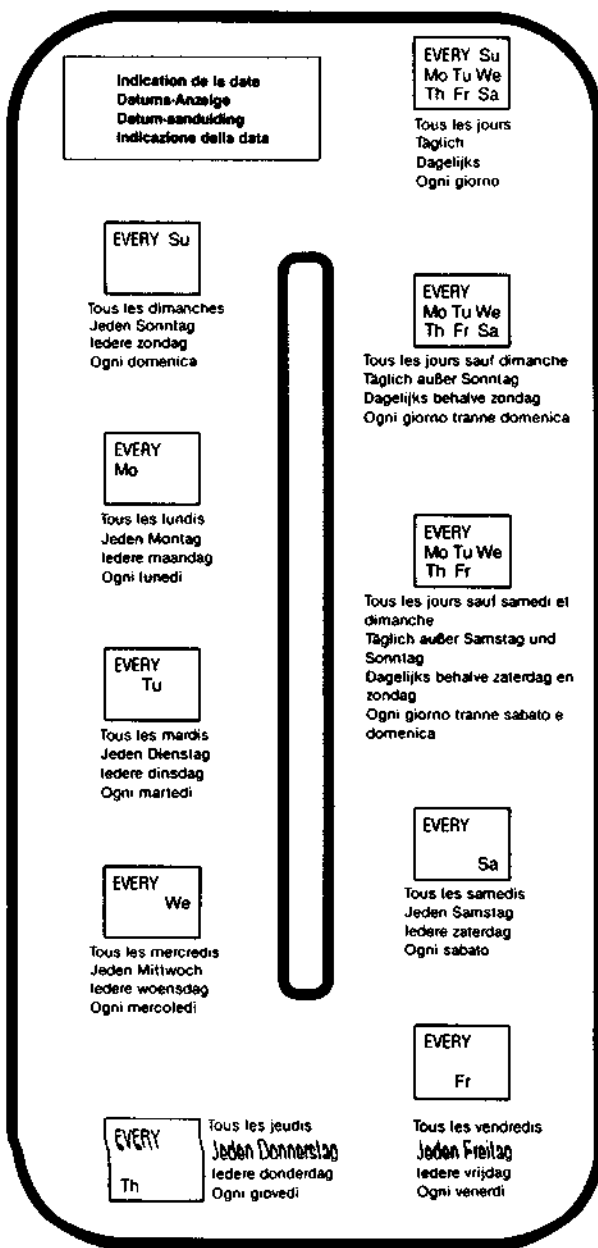 Indication de la date
Datums-Anzeige
Datum-aanduiding
Indicazione della data
EVERY Su
Mo Tu We
Th Fr Sa
Tous les jours
Täglich
Dagelijks
Ogni giorno
EVERY Su
Tous les dimanches
Jeden Sonntag
Iedere zondag
Ogni domenica
EVERY
Mo Tu We
Th Fr Sa
Tous les jours sauf dimanche
Täglich außer Sonntag
Dagelijks behalve zondag
Ogni giorno tranne domenica
EVERY
Mo
Tous les lundis
Jeden Montag
Iedere maandag
Ogni lunedi
EVERY
Mo Tu We
Th Fr
Tous les jours sauf samedi et
dimanche
Täglich außer Samstag und
Sonntag
Dagelijks behalve zaterdag en
zondag
Ogni giorno tranne sabato e
domenica
EVERY
Tu
Tous les mardis
Jeden Dienstag
Iedere dinsdag
Ogni martedi
EVERY
Sa
Tous les samedis
Jeden Samstag
Iedere zaterdag
Ogni sabato
EVERY
We
Tous les mercredis
Jeden Mittwoch
Iedere woensdag
Ogni mercoledi
EVERY
Fr
Tous les vendredis
Jeden Freitag
Iedere vrijdag
Ogni venerdi
EVERY
Th
Tous les jeudis
Jeden Donnerstag
Iedere donderdag
Ogni giovedi